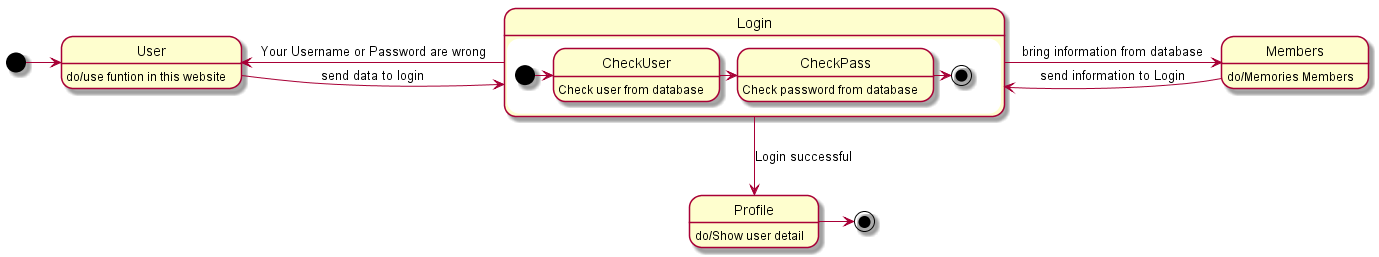 Login
Your Username or Password are wrong
bring information from database
User
CheckUser
CheckPass
Members
do/use funtion in this website
send data to login
Check user from database
Check password from database
send information to Login
do/Memories Members
Login successful
Profile
do/Show user detail